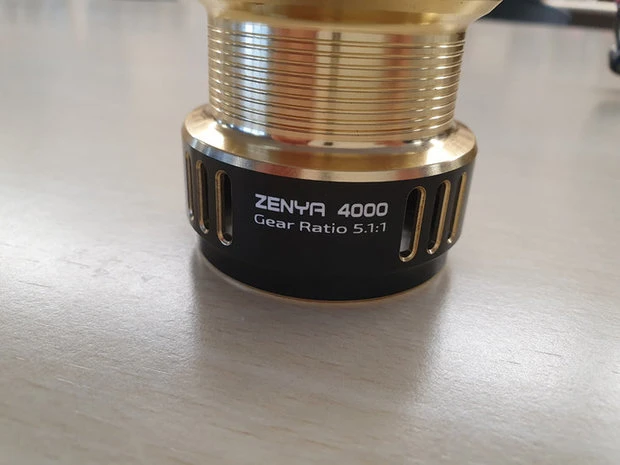 ZENYA 4000
Gear Ratio 5.1:1